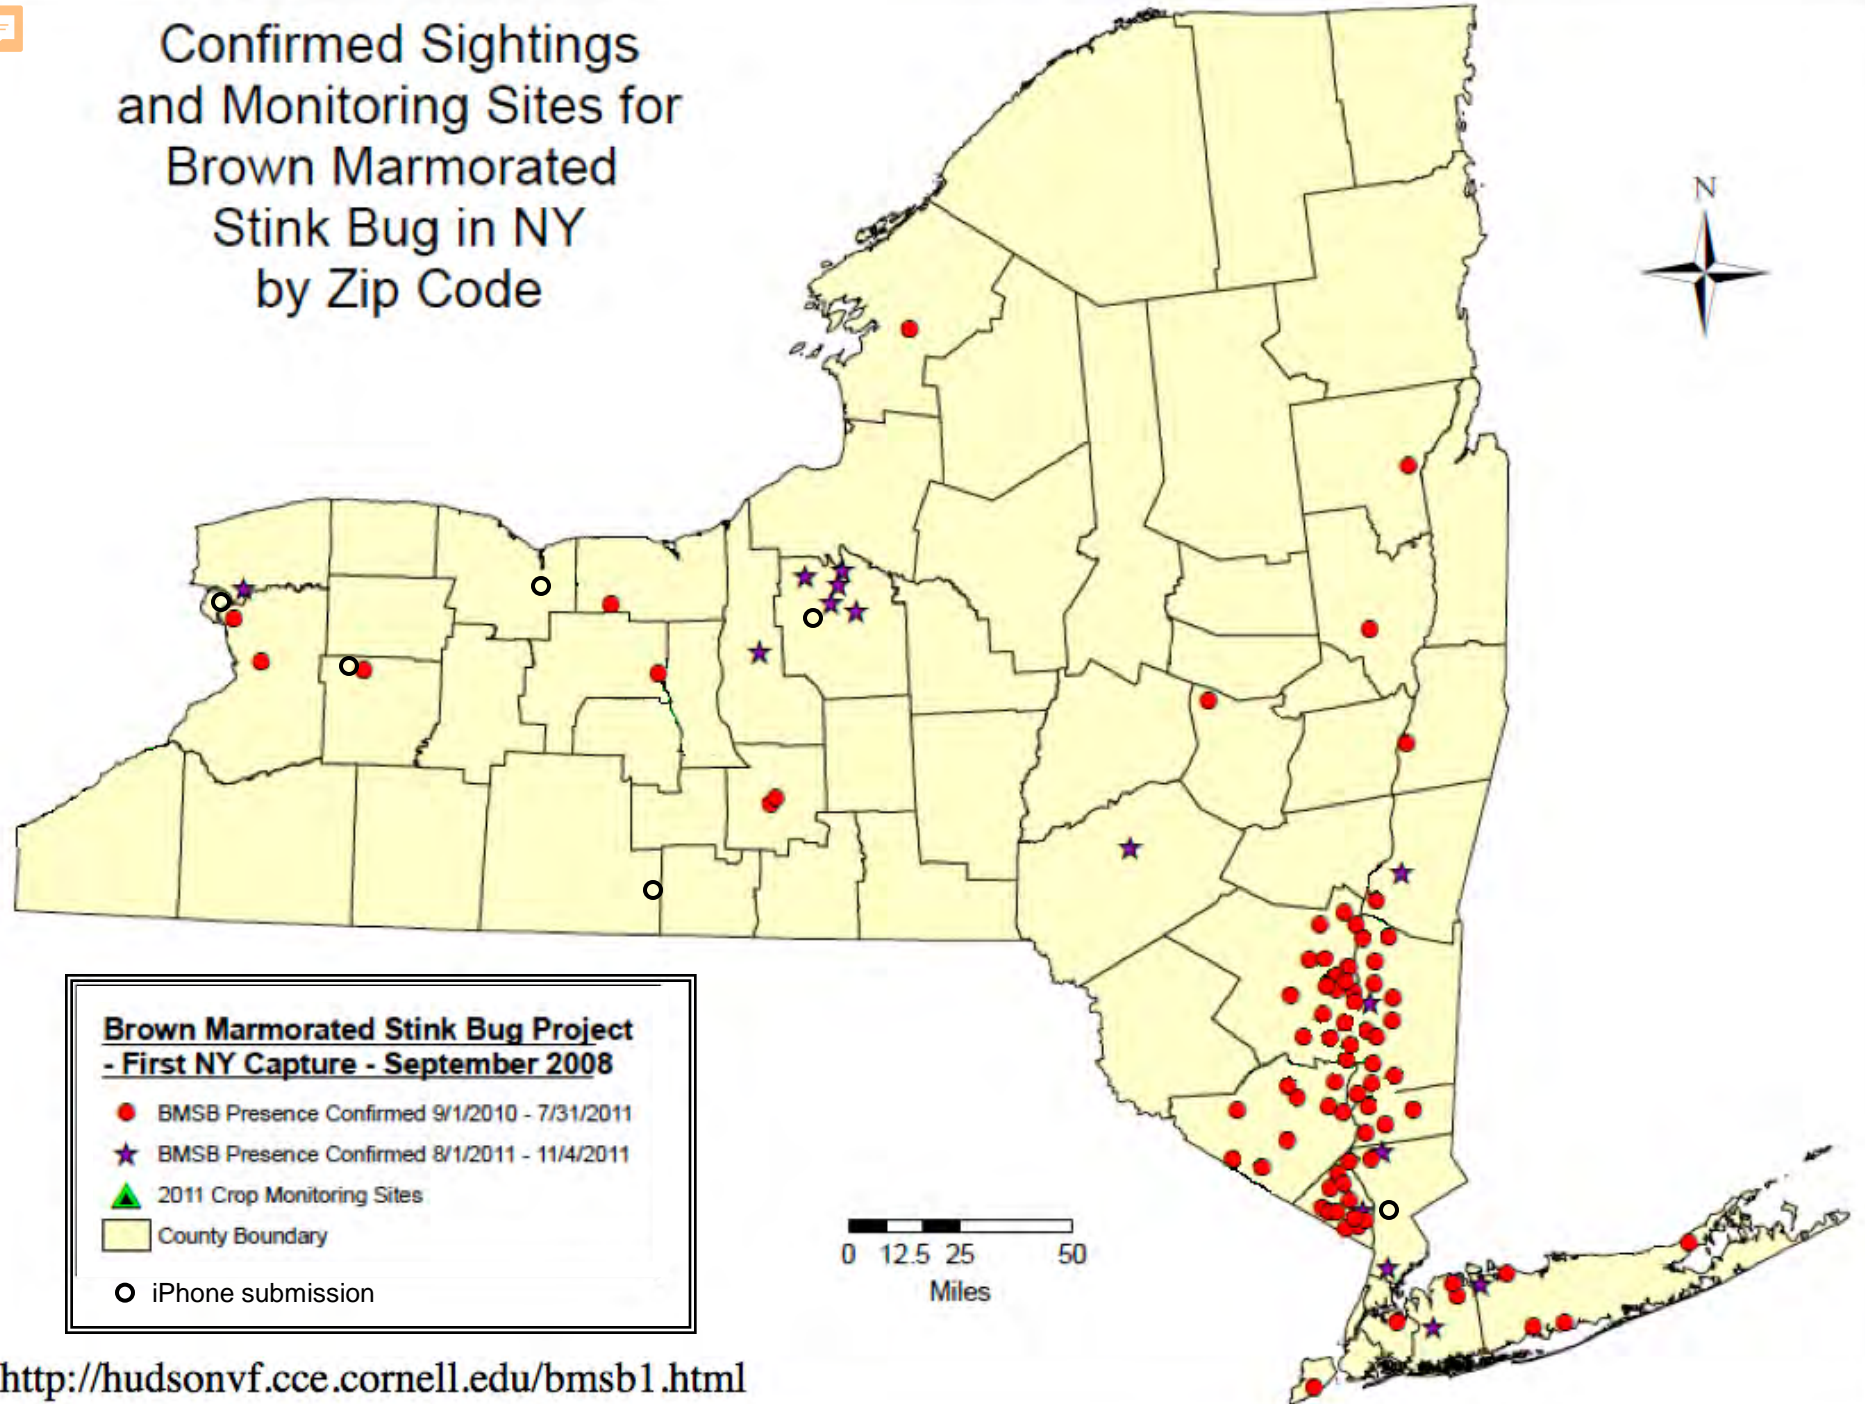 Confirmed Sightings
and Monitoring Sites for
Brown Marmorated
Stink Bug in NY
by Zip Code
N
Brown Marmorated Stink Bug Project
- First NY Capture - September 2008
BMSB Presence Confirmed 9/1/2010 - 7/31/2011
BMSB Presence Confirmed 8/1/2011 - 11/4/2011
2011 Crop Monitoring Sites
County Boundary
iPhone submission
0 12.5 25 50
Miles
http://hudsonvf.cce.cornell.edu/bmsb1.html